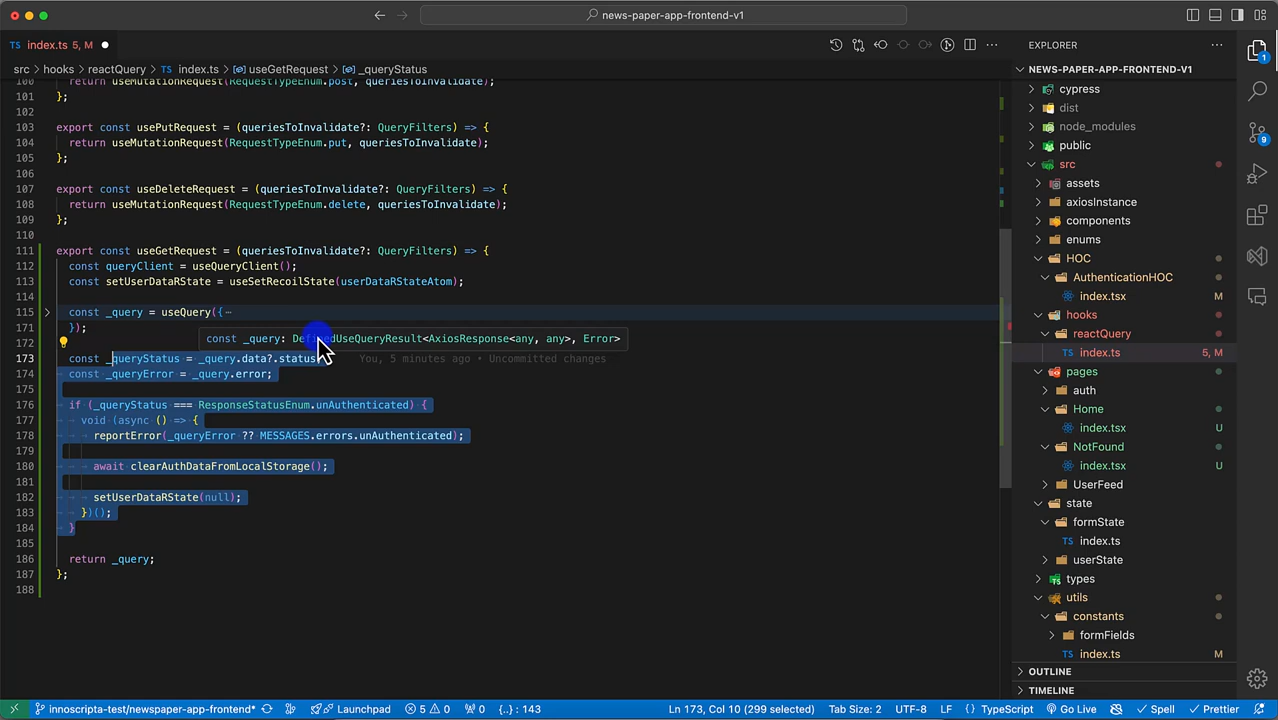 news-paper-app-frontend-v1
index.ts 5, M
EXPLORER
src > hooks > reactQuery > TS index.ts > useGetRequest > _queryStatus
NEWS-PAPER-APP-FRONTEND-V1
100 return useMutationRequest(RequestTypeEnum.post, queriesToInvalidate);
101 };
102
103 export const usePutRequest = (queriesToInvalidate?: QueryFilters) => {
104 return useMutationRequest(RequestTypeEnum.put, queriesToInvalidate);
105 };
106
107 export const useDeleteRequest = (queriesToInvalidate?: QueryFilters) => {
108 return useMutationRequest(RequestTypeEnum.delete, queriesToInvalidate);
109 };
110
111 export const useGetRequest = (queriesToInvalidate?: QueryFilters) => {
112 const queryClient = useQueryClient();
113 const setUserDataRState = useSetRecoilState(userDataRStateAtom);
114
115 const _query = useQuery({ ⋯
171 });
172 const _query: DefinedUseQueryResult<AxiosResponse<any, any>, Error>
173 const _queryStatus = _query.data?.status You, 5 minutes ago • Uncommitted changes
174 const _queryError = _query.error;
175
176 if (_queryStatus === ResponseStatusEnum.unAuthenticated) {
177 void (async () => {
178 reportError(_queryError ?? MESSAGES.errors.unAuthenticated);
179
180 await clearAuthDataFromLocalStorage();
181
182 setUserDataRState(null);
183 })();
184 }
185
186 return _query;
187 };
188
cypress
dist
node_modules
public
src
assets
axiosInstance
components
enums
HOC
AuthenticationHOC
index.tsx M
hooks
reactQuery
TS index.ts 5, M
pages
auth
Home
index.tsx U
NotFound
index.tsx U
UserFeed
state
formState
TS index.ts
userState
types
utils
constants
formFields
TS index.ts M
OUTLINE
TIMELINE
1
9
innoscripta-test/newspaper-app-frontend* Launchpad 5 0 0 {..} : 143 Ln 173, Col 10 (299 selected) Tab Size: 2 UTF-8 LF {} TypeScript Go Live Spell Prettier